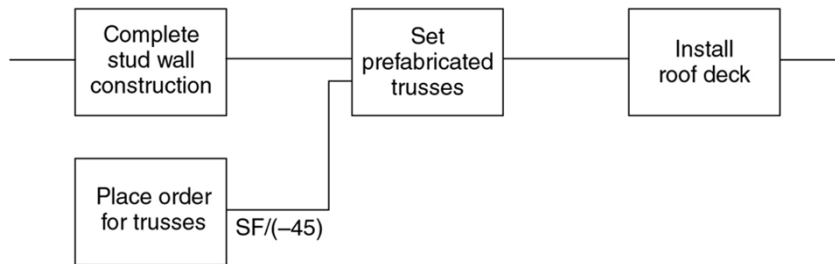 Complete
stud wall
construction
Set
prefabricated
trusses
Install
roof deck
Place order
for trusses
SF/(–45)